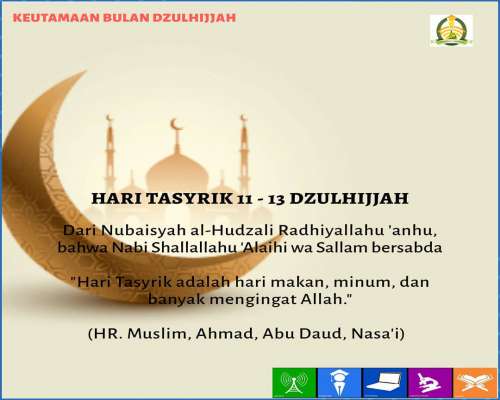 KEUTAMAAN BULAN DZULHIJJAH
HARI TASYRIK 11 - 13 DZULHIJJAH
Dari Nubaisyah al-Hudzali Radhiyallahu 'anhu,
bahwa Nabi Shallallahu 'Alaihi wa Sallam bersabda
"Hari Tasyrik adalah hari makan, minum, dan
banyak mengingat Allah."
(HR. Muslim, Ahmad, Abu Daud, Nasa'i)